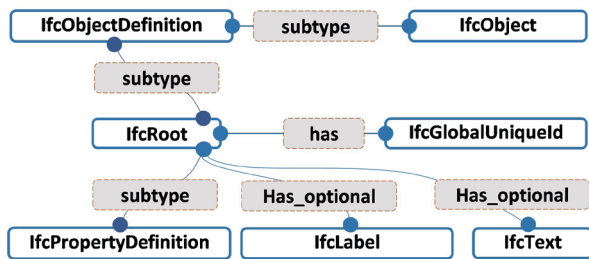 IfcObjectDefinition subtype IfcObject
subtype
IfcRoot has IfcGlobalUniqueId
subtype Has_optional Has_optional
IfcPropertyDefinition IfcLabel IfcText